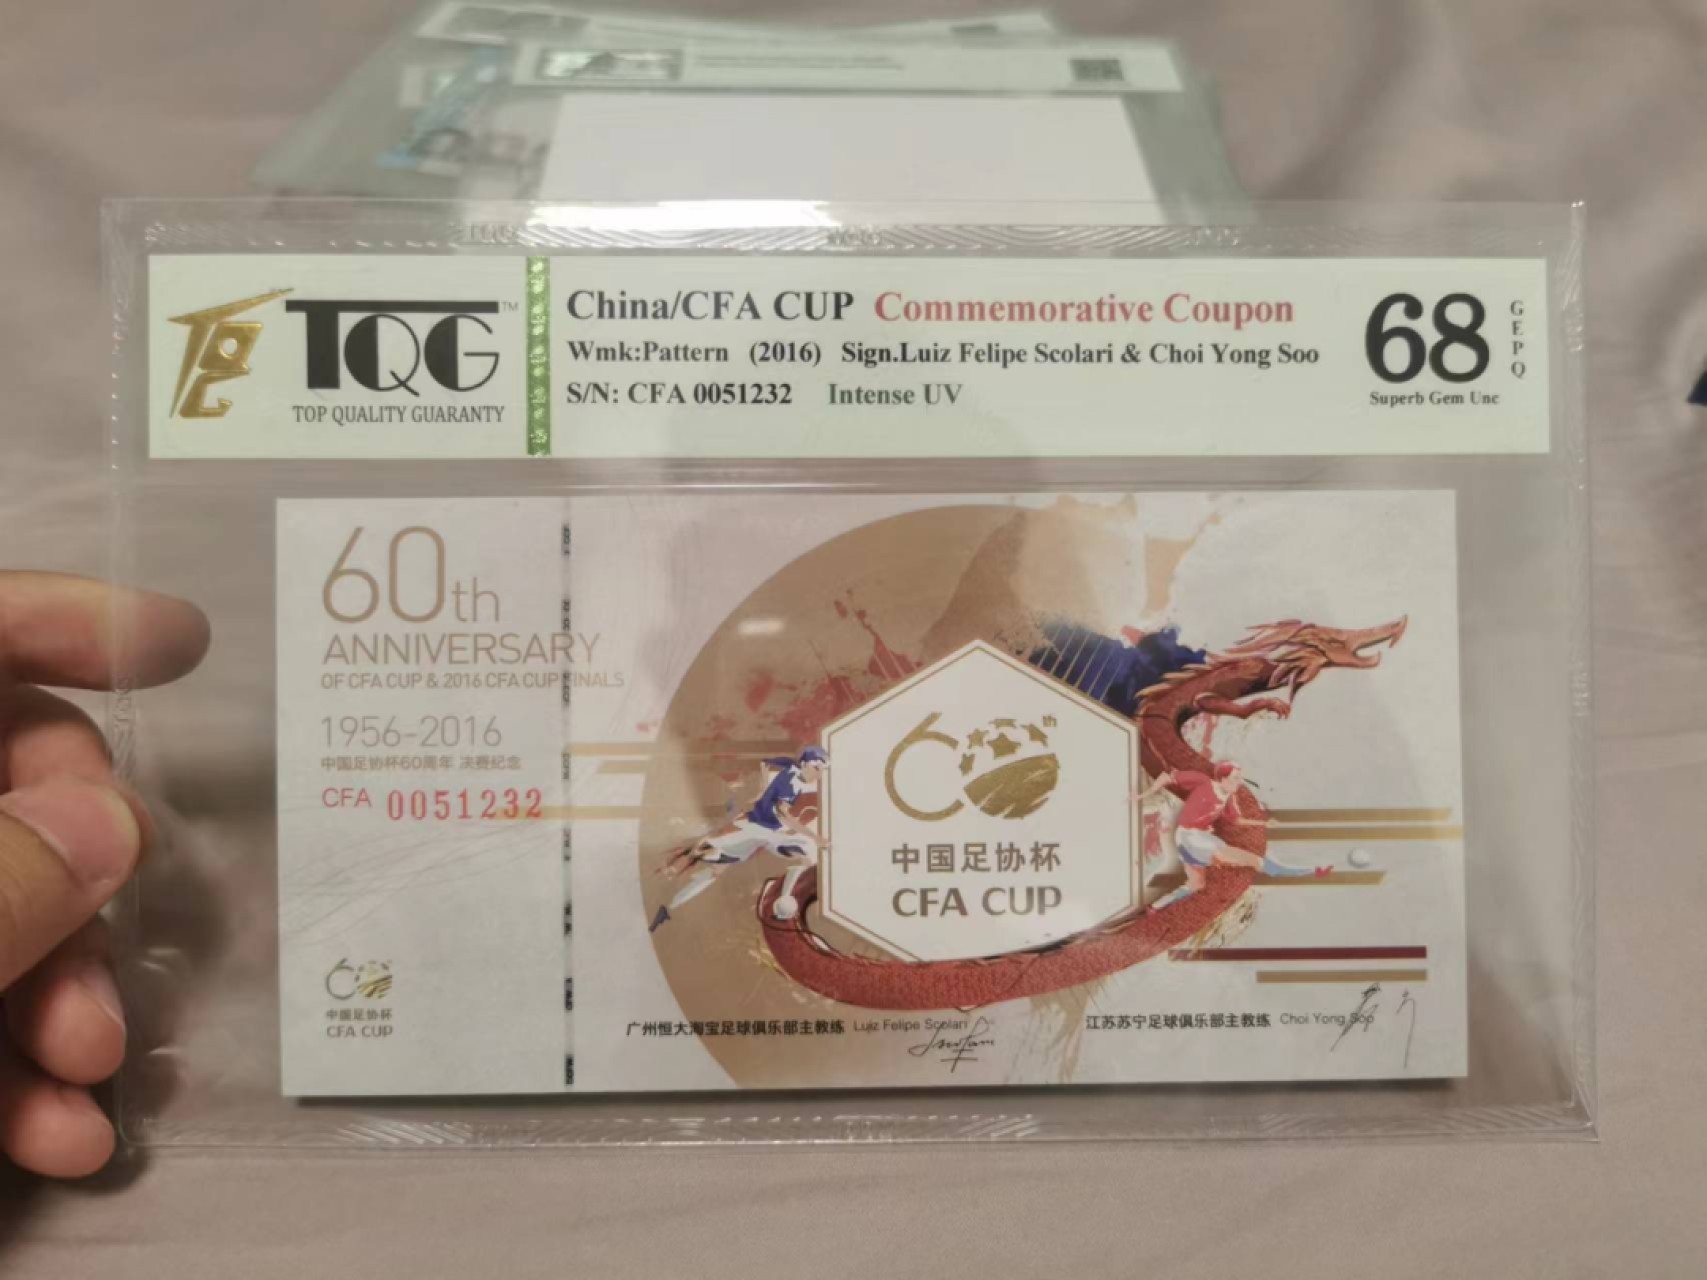 TQG™
TOP QUALITY GUARANTY
China/CFA CUP Commemorative Coupon
Wmk:Pattern (2016) Sign.Luiz Felipe Scolari & Choi Yong Soo
S/N: CFA 0051232 Intense UV
68
Superb Gem Unc
GEPQ
60th
ANNIVERSARY
OF CFA CUP & 2016 CFA CUP FINALS
1956-2016
中国足协杯60周年 决赛纪念
CFA 0051232
60th
中国足协杯
CFA CUP
60
中国足协杯
CFA CUP
广州恒大淘宝足球俱乐部主教练 Luiz Felipe Scolari
江苏苏宁足球俱乐部主教练 Choi Yong Soo